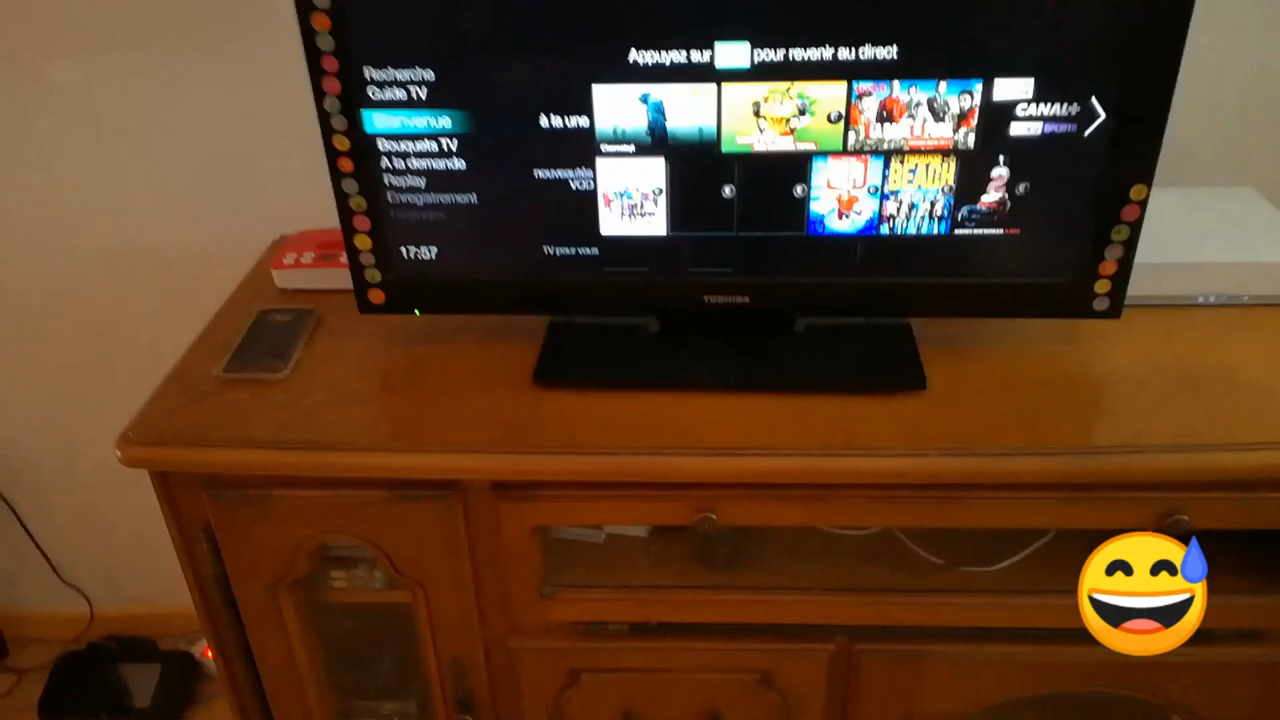 Appuyez sur pour revenir au direct
Recherche
Guide TV
Bienvenue
Bouquets TV
A la demande
Replay
Enregistrement
17:57
à la une
nouveautés
VOD
TV pour vous
CANAL+
SPORTS
BEACH
TOSHIBA